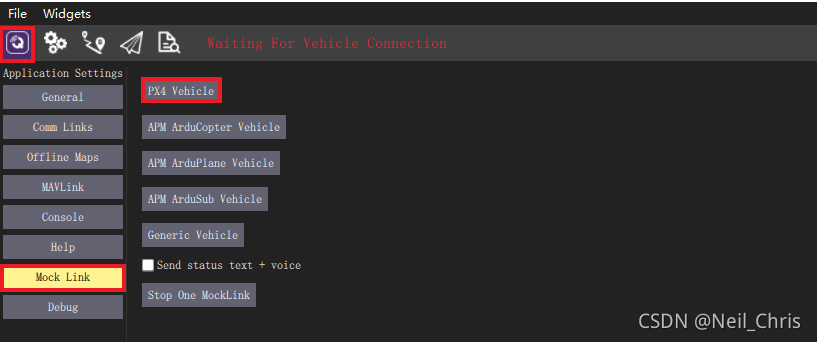 File Widgets
Waiting For Vehicle Connection
Application Settings
General
Comm Links
Offline Maps
MAVLink
Console
Help
Mock Link
Debug
PX4 Vehicle
APM ArduCopter Vehicle
APM ArduPlane Vehicle
APM ArduSub Vehicle
Generic Vehicle
Send status text + voice
Stop One MockLink
CSDN @Neil_Chris